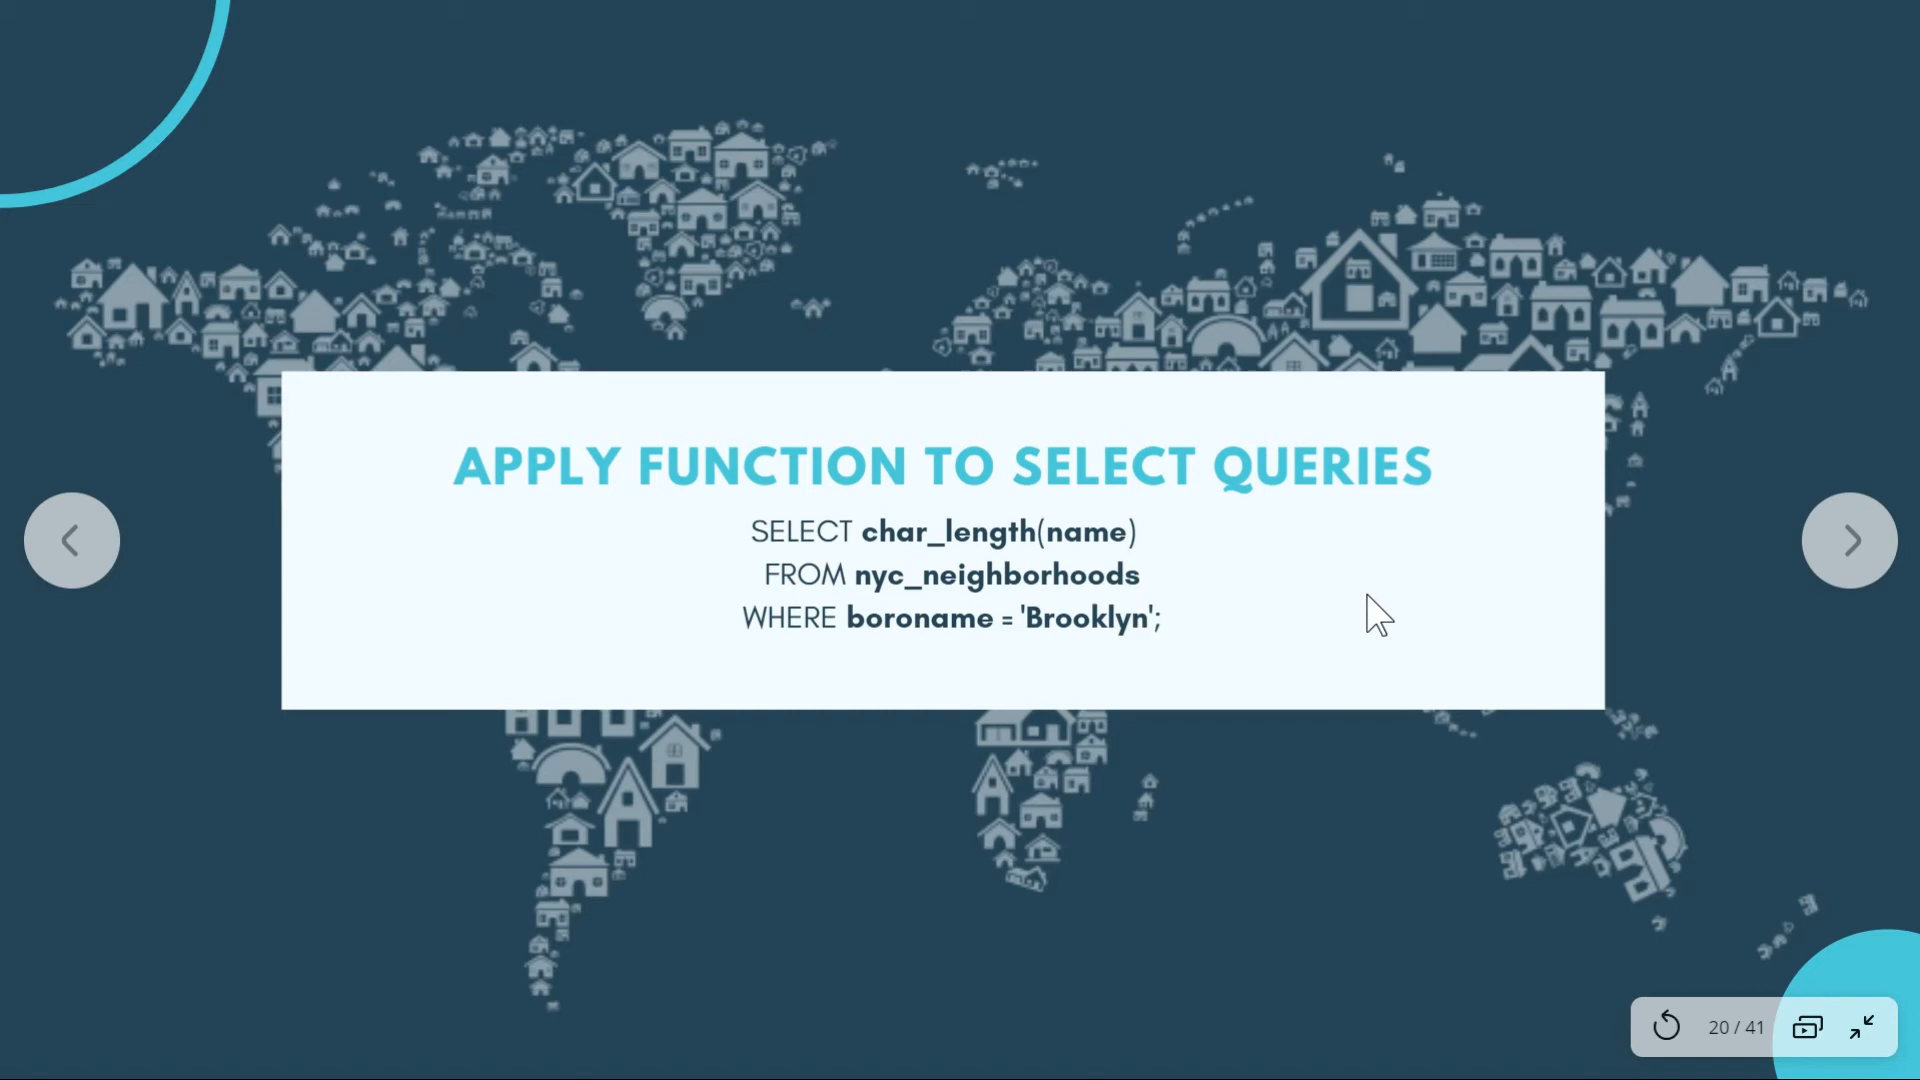 APPLY FUNCTION TO SELECT QUERIES
SELECT char_length(name)
FROM nyc_neighborhoods
WHERE boroname = 'Brooklyn';
20 / 41